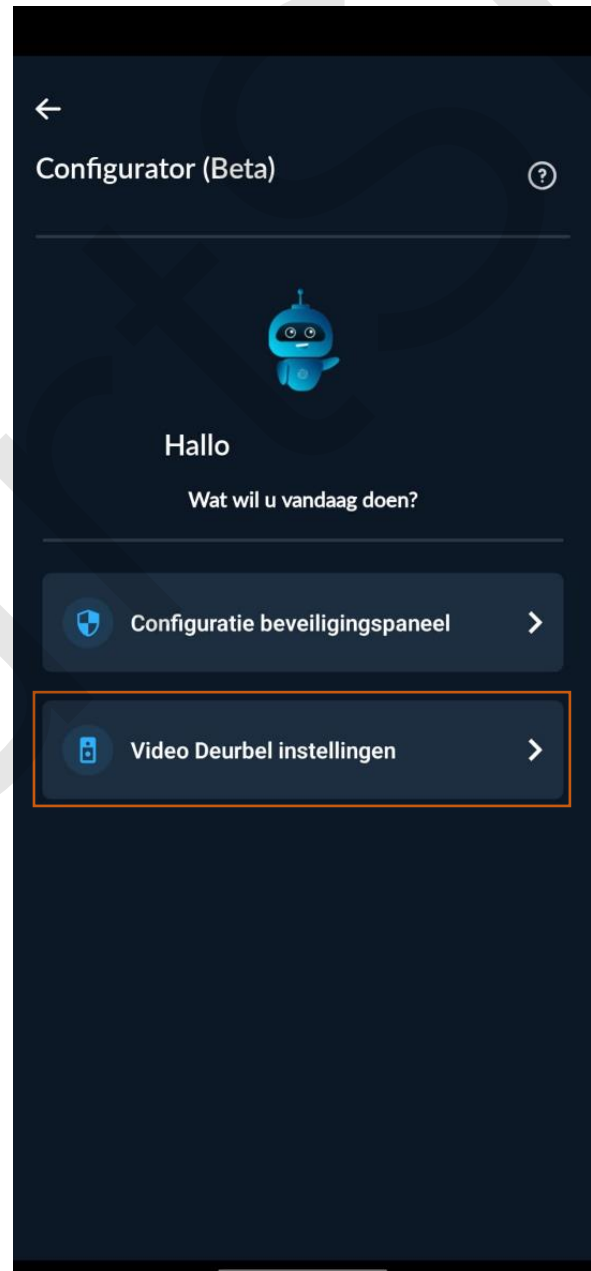 Configurator (Beta)
Hallo
Wat wil u vandaag doen?
Configuratie beveiligingspaneel
Video Deurbel instellingen